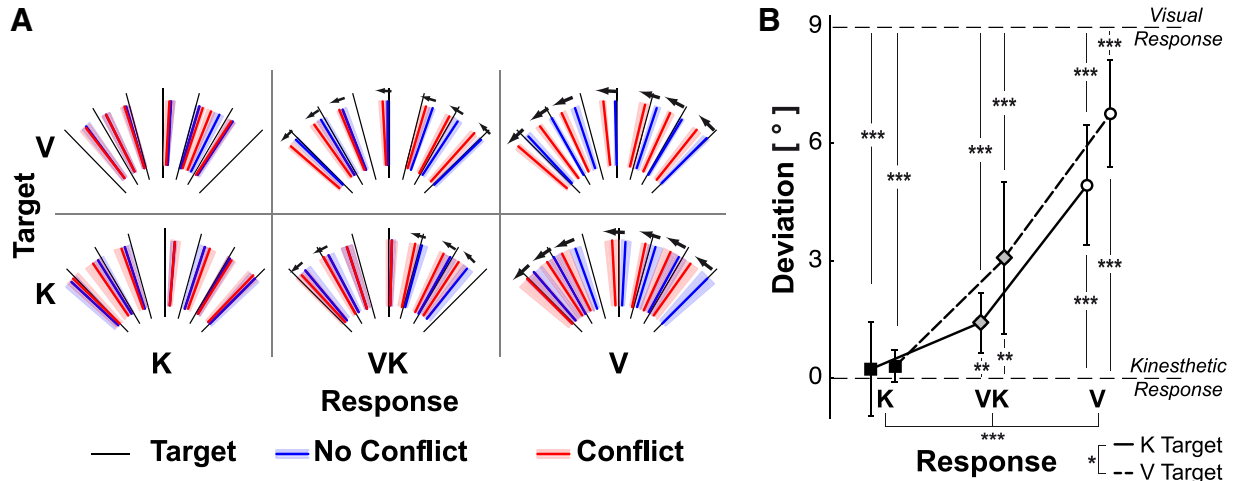 A
V
K
Target
K VK V
Response
Target No Conflict Conflict
B
Deviation [ ° ]
9
6
3
0
Visual
Response
***
***
***
***
***
***
***
***
***
**
**
Kinesthetic
Response
K VK V
***
Response
*
K Target
V Target